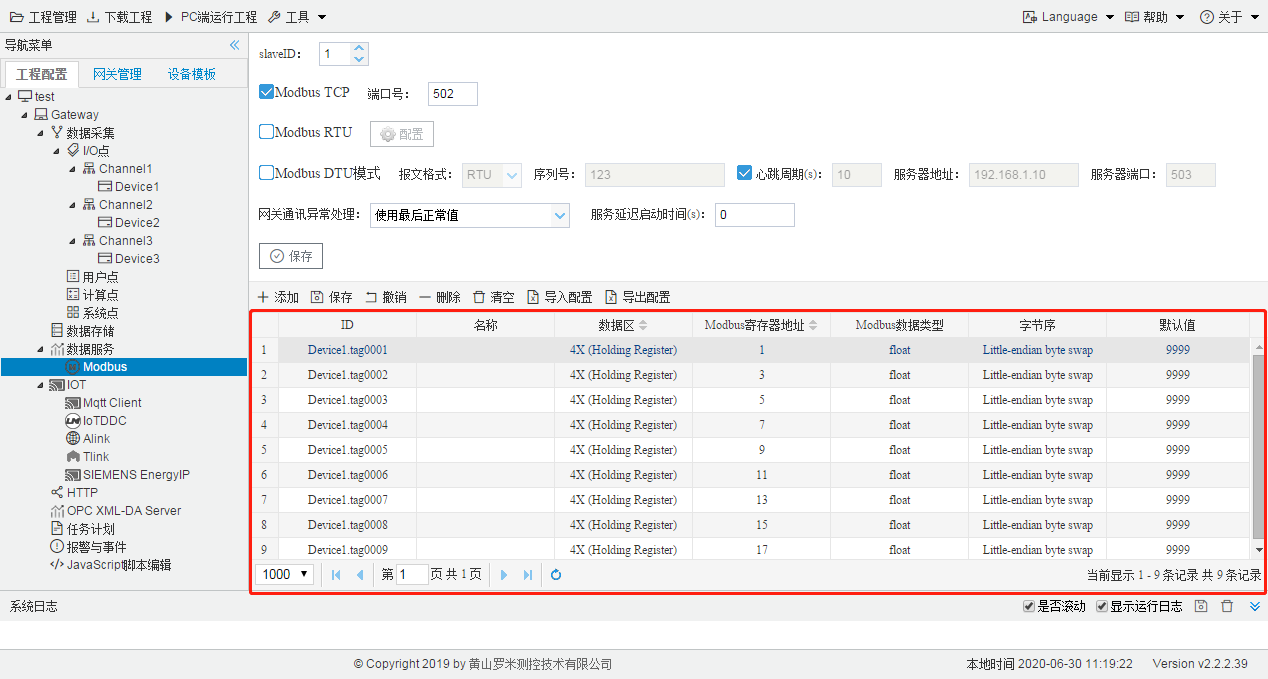 工程管理 下载工程 PC端运行工程 工具 Language 帮助 关于
导航菜单
工程配置 网关管理 设备模板
test
Gateway
数据采集
I/O点
Channel1
Device1
Channel2
Device2
Channel3
Device3
用户点
计算点
系统点
数据存储
数据服务
Modbus
IOT
Mqtt Client
IoTDDC
Alink
Tlink
SIEMENS EnergyIP
HTTP
OPC XML-DA Server
任务计划
报警与事件
JavaScript脚本编辑
slaveID： 1
Modbus TCP 端口号： 502
Modbus RTU 配置
Modbus DTU模式 报文格式： RTU 序列号： 123 心跳周期(s)： 10 服务器地址： 192.168.1.10 服务器端口： 503
网关通讯异常处理： 使用最后正常值 服务延迟启动时间(s)： 0
保存
添加 保存 撤销 删除 清空 导入配置 导出配置
ID 名称 数据区 Modbus寄存器地址 Modbus数据类型 字节序 默认值
1 Device1.tag0001 4X (Holding Register) 1 float Little-endian byte swap 9999
2 Device1.tag0002 4X (Holding Register) 3 float Little-endian byte swap 9999
3 Device1.tag0003 4X (Holding Register) 5 float Little-endian byte swap 9999
4 Device1.tag0004 4X (Holding Register) 7 float Little-endian byte swap 9999
5 Device1.tag0005 4X (Holding Register) 9 float Little-endian byte swap 9999
6 Device1.tag0006 4X (Holding Register) 11 float Little-endian byte swap 9999
7 Device1.tag0007 4X (Holding Register) 13 float Little-endian byte swap 9999
8 Device1.tag0008 4X (Holding Register) 15 float Little-endian byte swap 9999
9 Device1.tag0009 4X (Holding Register) 17 float Little-endian byte swap 9999
1000 第 1 页 共 1 页 当前显示 1 - 9 条记录 共 9 条记录
系统日志 是否滚动 显示运行日志
© Copyright 2019 by 黄山罗米测控技术有限公司 本地时间 2020-06-30 11:19:22 Version v2.2.2.39